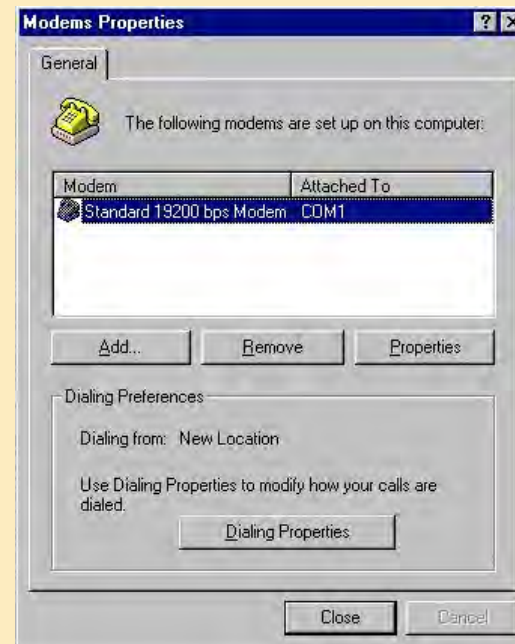 Modems Properties
General
The following modems are set up on this computer:
Modem Attached To
Standard 19200 bps Modem COM1
Add... Remove Properties
Dialing Preferences
Dialing from: New Location
Use Dialing Properties to modify how your calls are
dialed.
Dialing Properties
Close Cancel